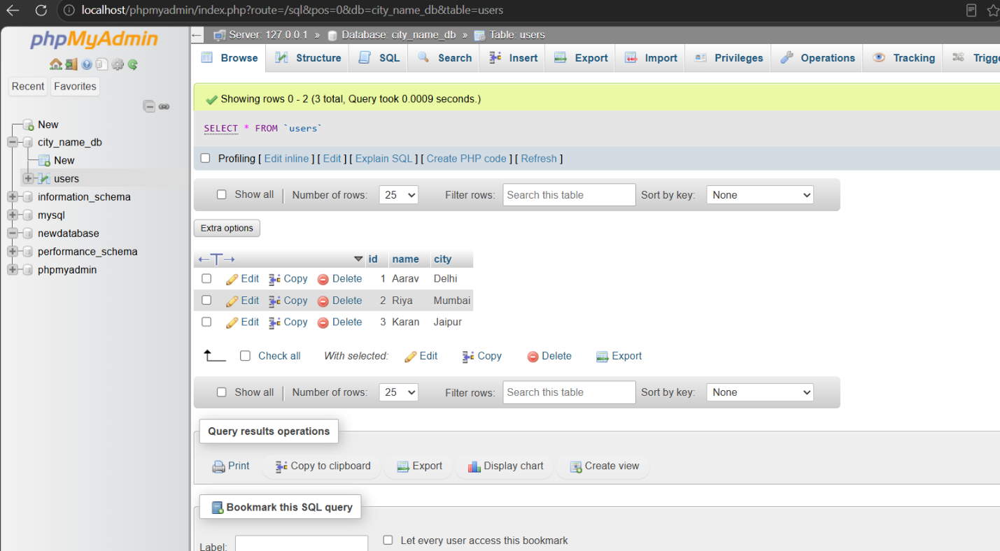 localhost/phpmyadmin/index.php?route=/sql&pos=0&db=city_name_db&table=users
phpMyAdmin
Recent Favorites
New
city_name_db
New
users
information_schema
mysql
newdatabase
performance_schema
phpmyadmin
Server: 127.0.0.1 » Database: city_name_db » Table: users
Browse Structure SQL Search Insert Export Import Privileges Operations Tracking Trigge
Showing rows 0 - 2 (3 total, Query took 0.0009 seconds.)
SELECT * FROM `users`
Profiling [ Edit inline ] [ Edit ] [ Explain SQL ] [ Create PHP code ] [ Refresh ]
Show all Number of rows: 25 Filter rows: Search this table Sort by key: None
Extra options
←T→ id name city
Edit Copy Delete 1 Aarav Delhi
Edit Copy Delete 2 Riya Mumbai
Edit Copy Delete 3 Karan Jaipur
Check all With selected: Edit Copy Delete Export
Show all Number of rows: 25 Filter rows: Search this table Sort by key: None
Query results operations
Print Copy to clipboard Export Display chart Create view
Bookmark this SQL query
Label: Let every user access this bookmark